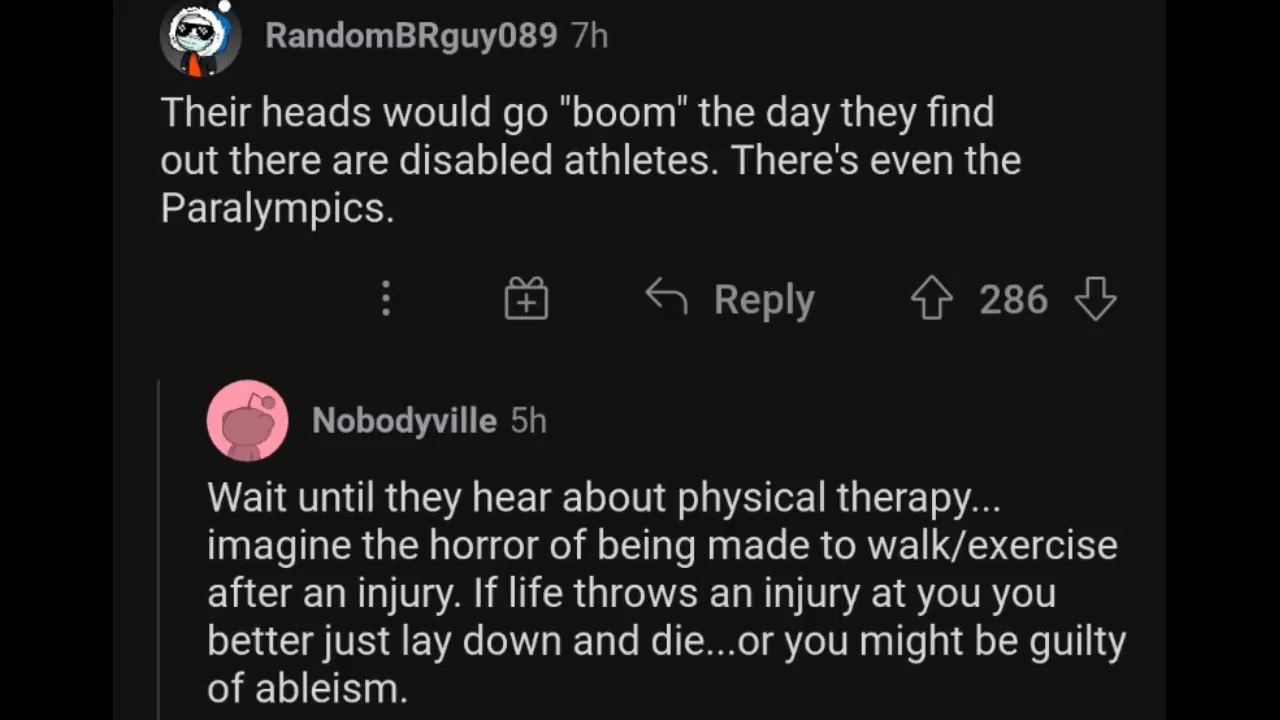 RandomBRguy089 7h
Their heads would go "boom" the day they find
out there are disabled athletes. There's even the
Paralympics.
Reply 286
Nobodyville 5h
Wait until they hear about physical therapy...
imagine the horror of being made to walk/exercise
after an injury. If life throws an injury at you you
better just lay down and die...or you might be guilty
of ableism.